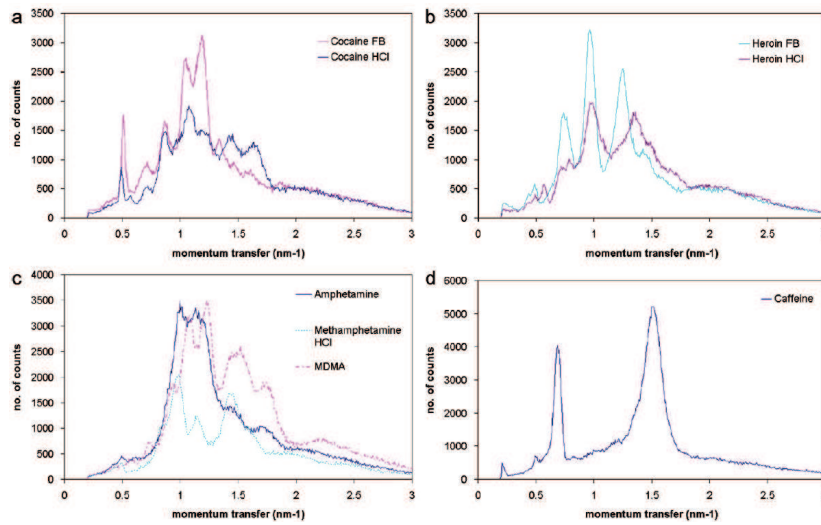 a
3500
3000
2500
2000
1500
1000
500
0
no. of counts
Cocaine FB
Cocaine HCl
0 0.5 1 1.5 2 2.5 3
momentum transfer (nm-1)
b
3500
3000
2500
2000
1500
1000
500
0
no. of counts
Heroin FB
Heroin HCl
0 0.5 1 1.5 2 2.5
momentum transfer (nm-1)
c
4000
3500
3000
2500
2000
1500
1000
500
0
no. of counts
Amphetamine
Methamphetamine
HCl
MDMA
0 0.5 1 1.5 2 2.5 3
momentum transfer (nm-1)
d
6000
5000
4000
3000
2000
1000
0
no. of counts
Caffeine
0 0.5 1 1.5 2 2.5
momentum transfer (nm-1)